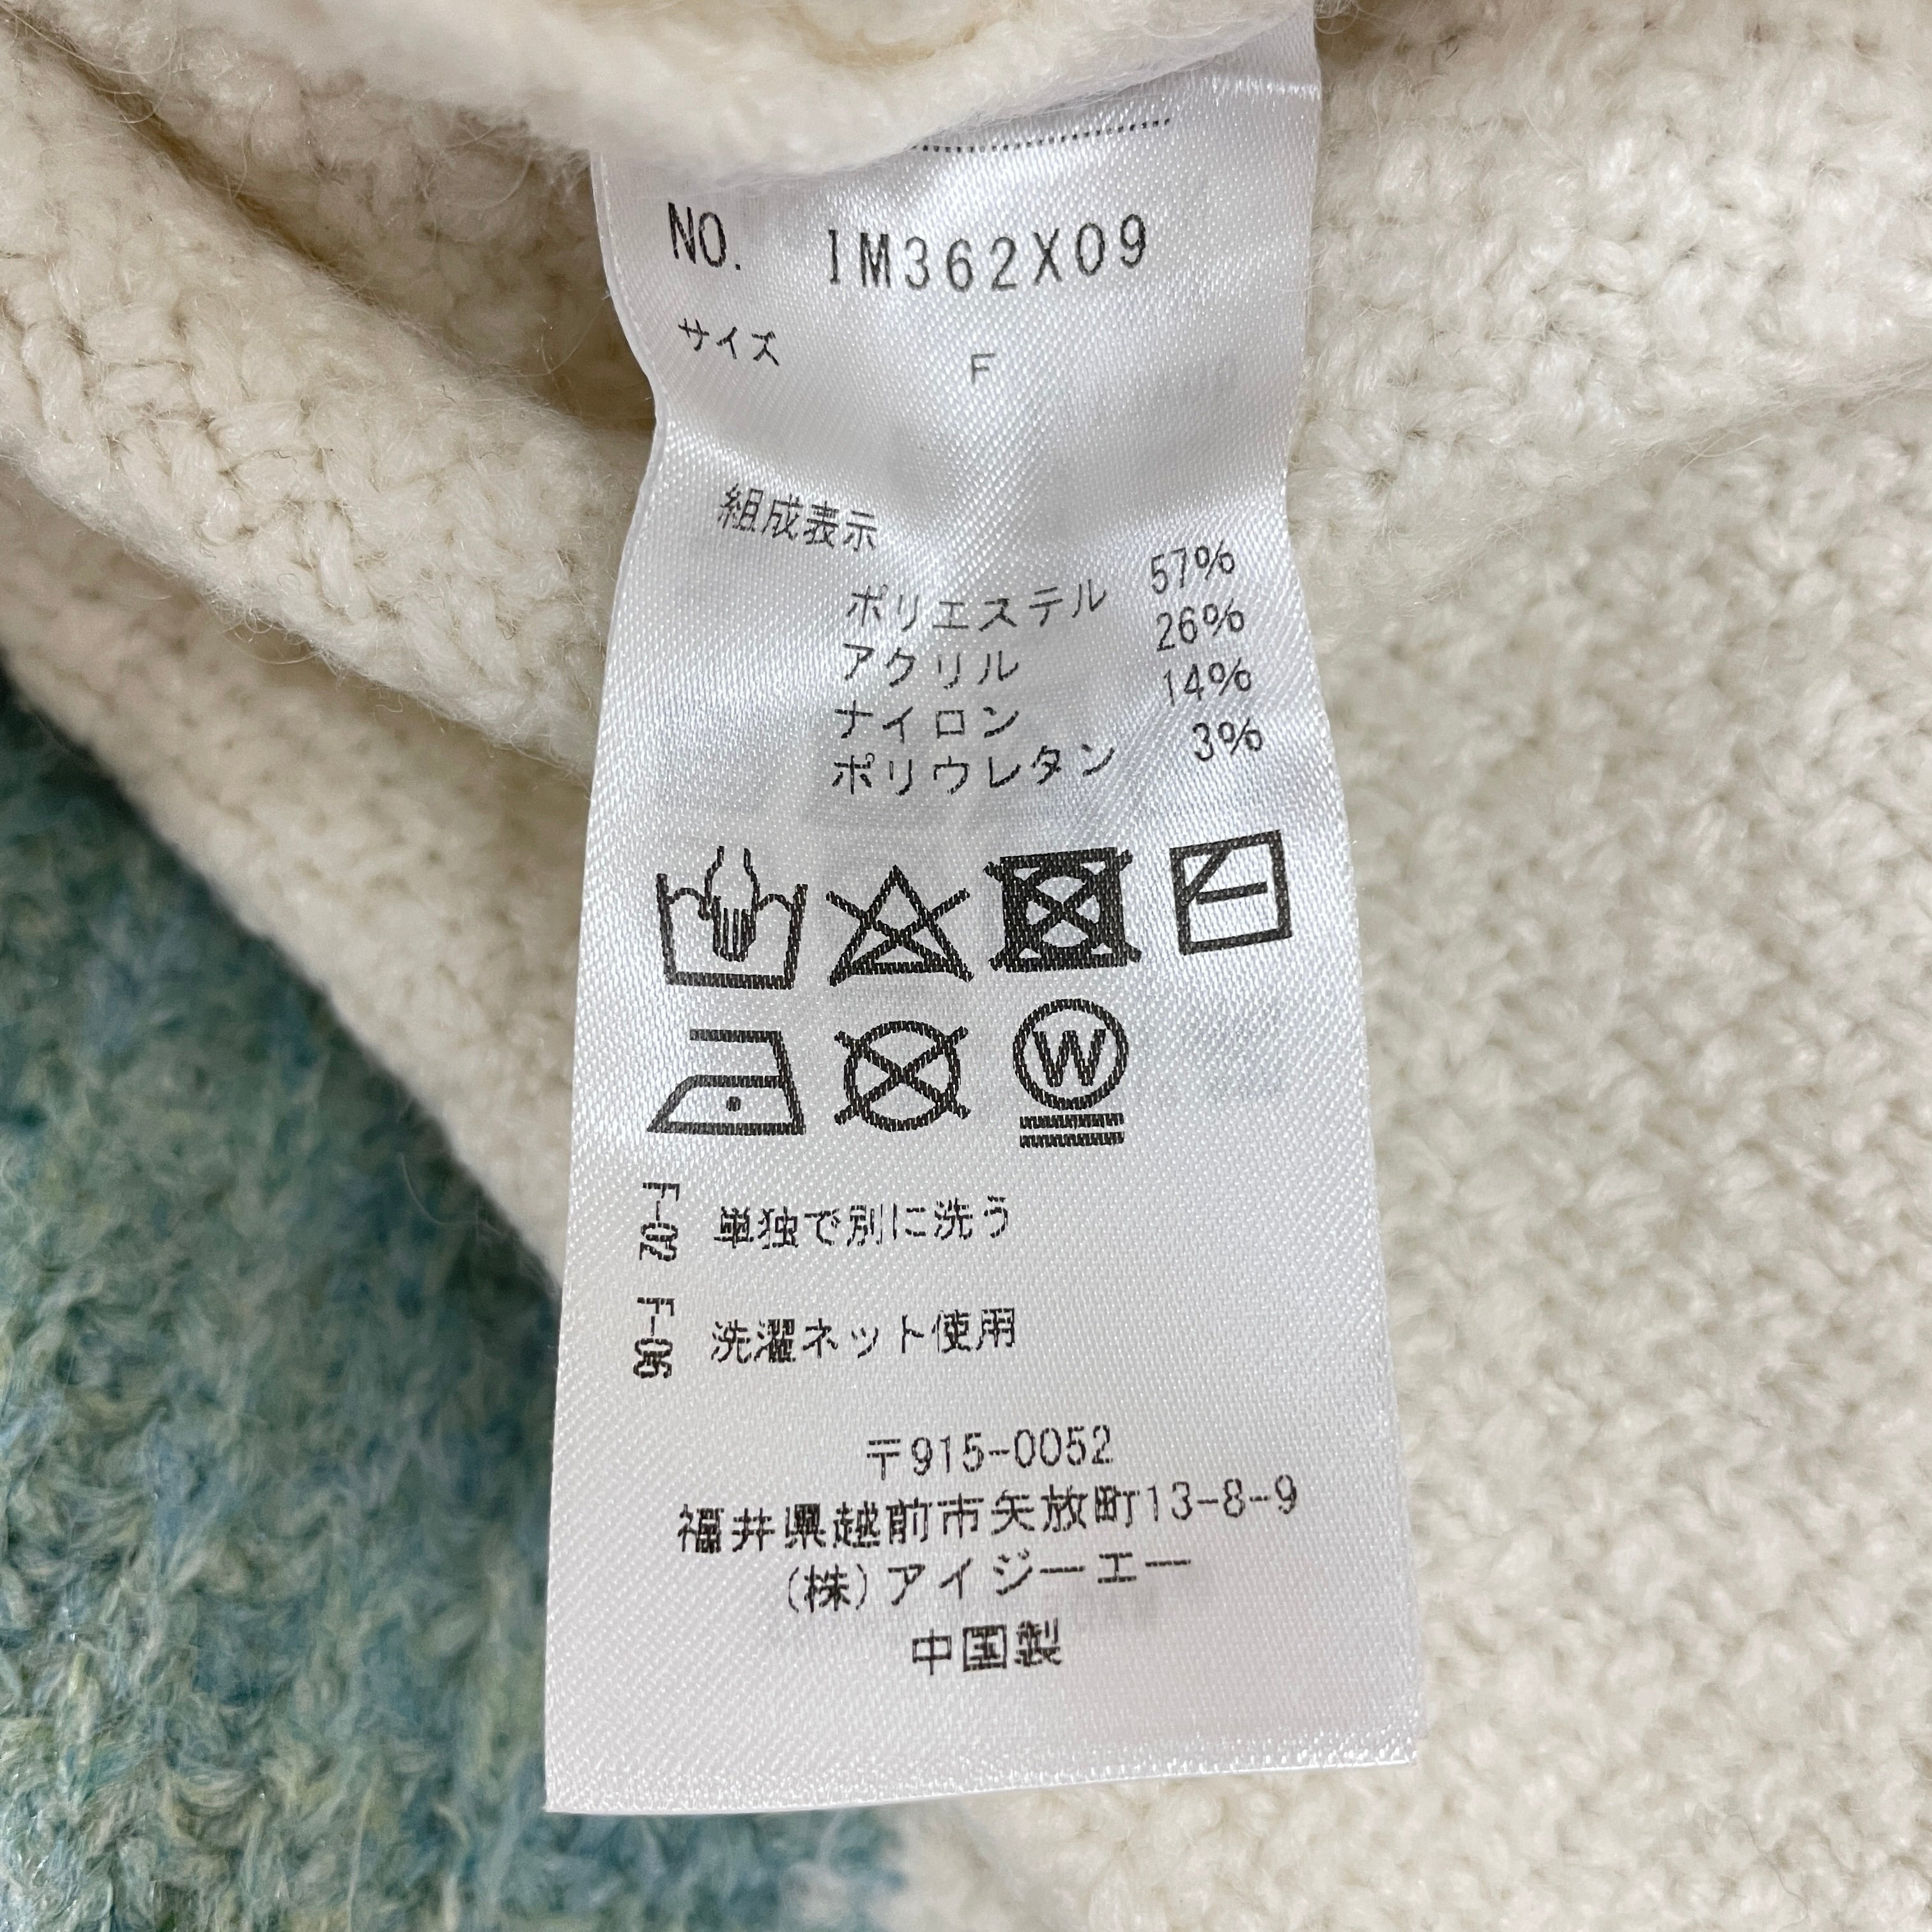 NO. IM362X09
サイズ F
組成表示
ポリエステル 57%
アクリル 26%
ナイロン 14%
ポリウレタン 3%
W
F-02 単独で別に洗う
F-06 洗濯ネット使用
〒915-0052
福井県越前市矢放町13-8-9
(株)アイジーエー
中国製